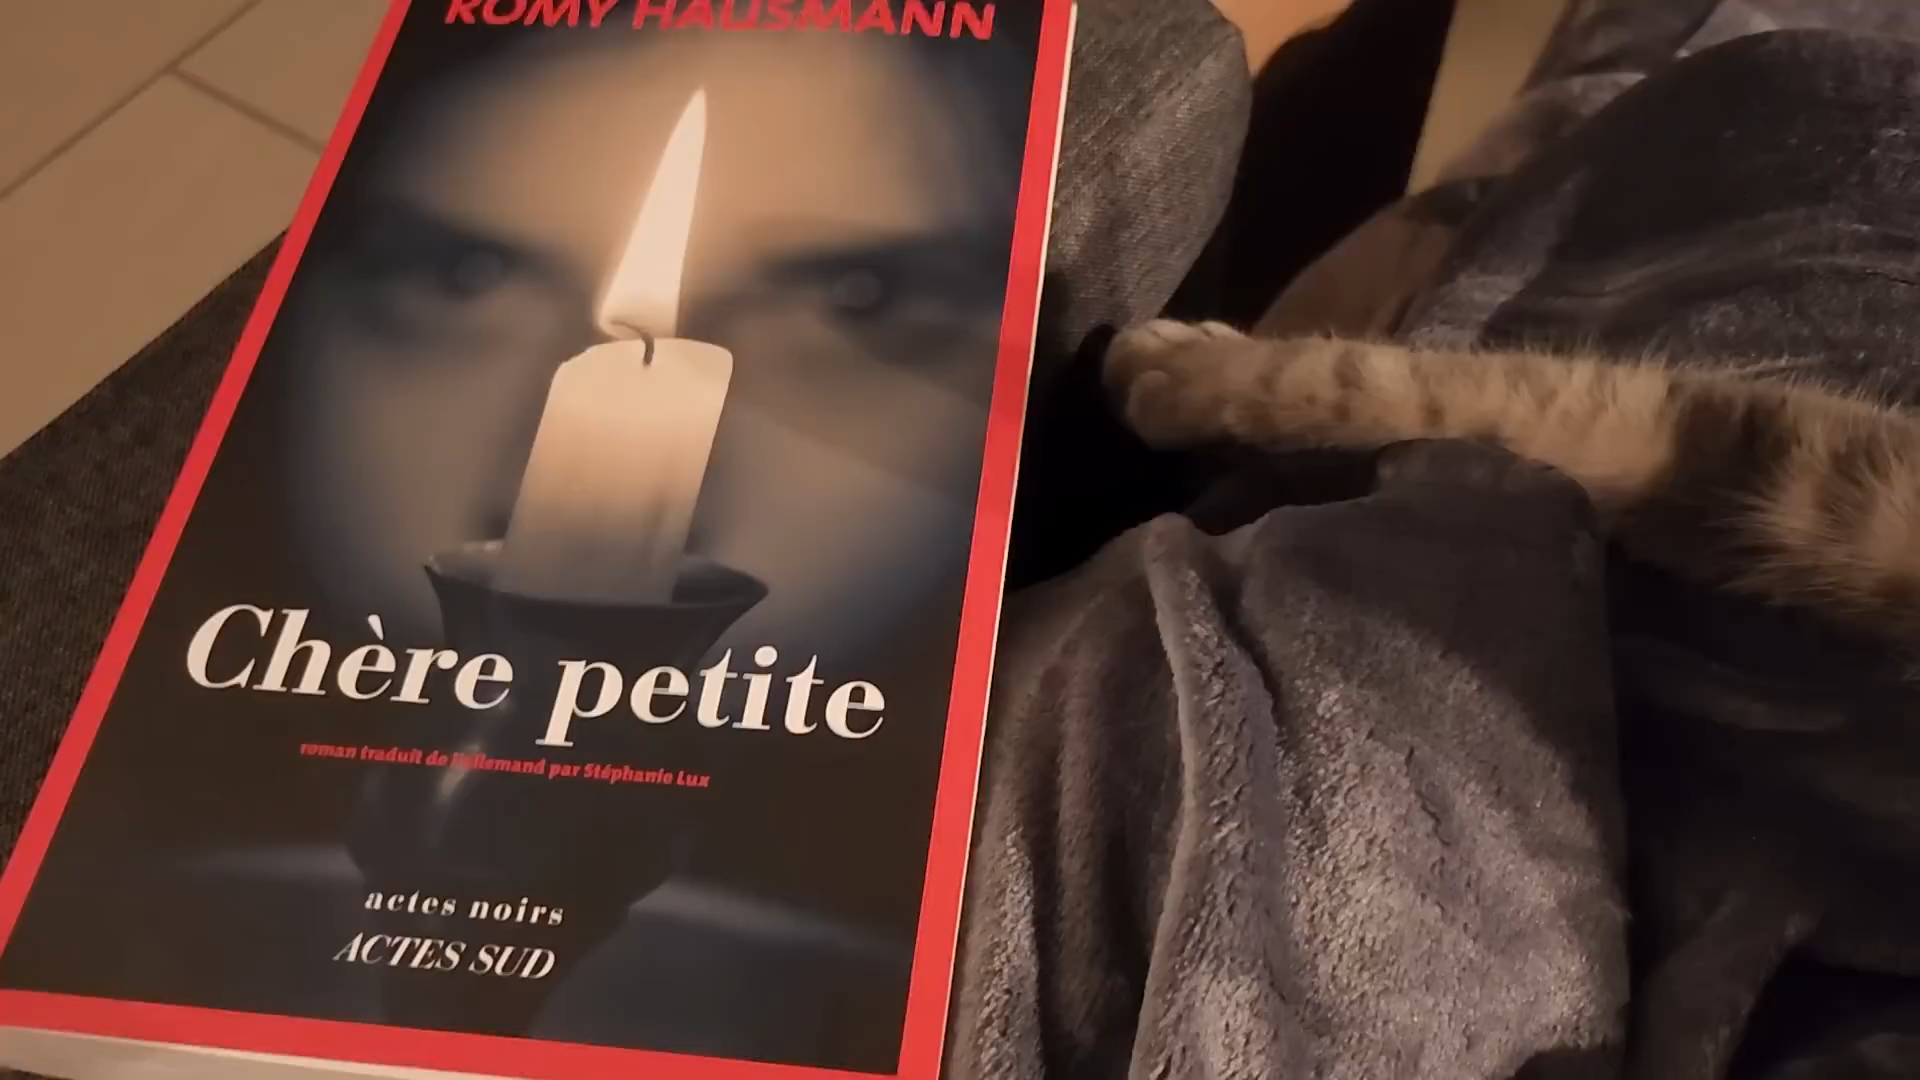 ROMY HAUSMANN
Chère petite
roman traduit de l'allemand par Stéphanie Lux
actes noirs
ACTES SUD